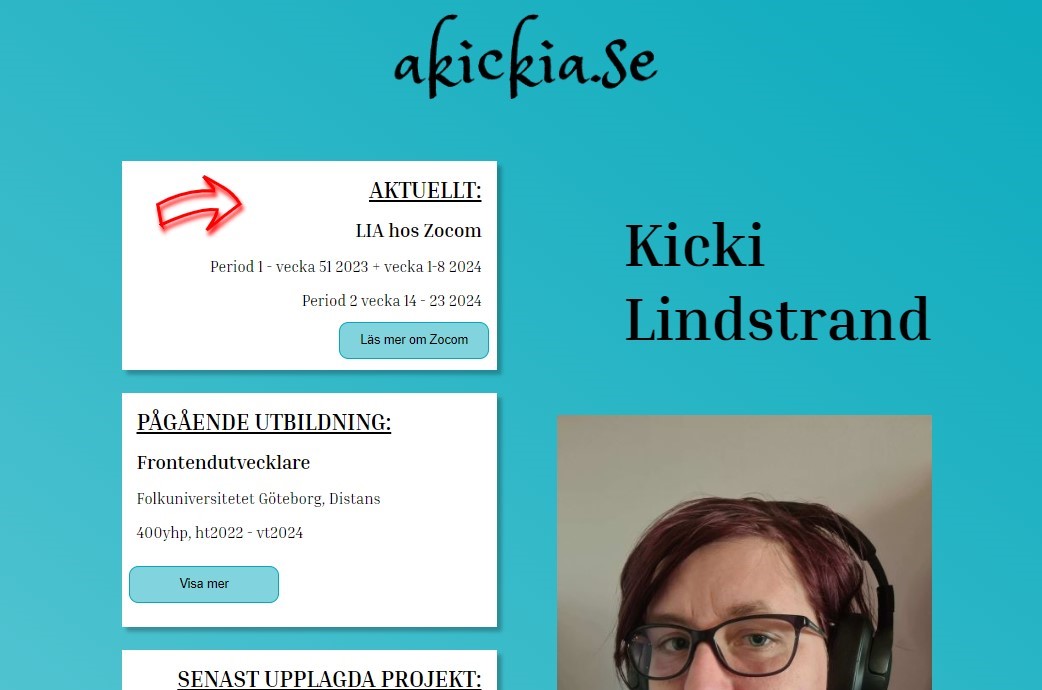 akickia.se
AKTUELLT:
LIA hos Zocom
Period 1 - vecka 51 2023 + vecka 1-8 2024
Period 2 vecka 14 - 23 2024
Läs mer om Zocom
Kicki
Lindstrand
PÅGÅENDE UTBILDNING:
Frontendutvecklare
Folkuniversitetet Göteborg, Distans
400yhp, ht2022 - vt2024
Visa mer
SENAST UPPLAGDA PROJEKT: